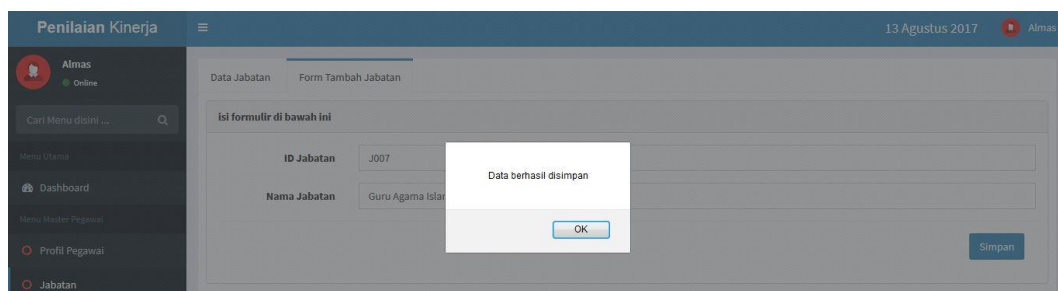 Penilaian Kinerja
13 Agustus 2017 Almas
Almas
Online
Data Jabatan Form Tambah Jabatan
Cari Menu disini ...
isi formulir di bawah ini
Menu Utama
ID Jabatan J007
Data berhasil disimpan
Dashboard
Nama Jabatan Guru Agama
Menu Master Pegawai
OK
Profil Pegawai
Simpan
Jabatan